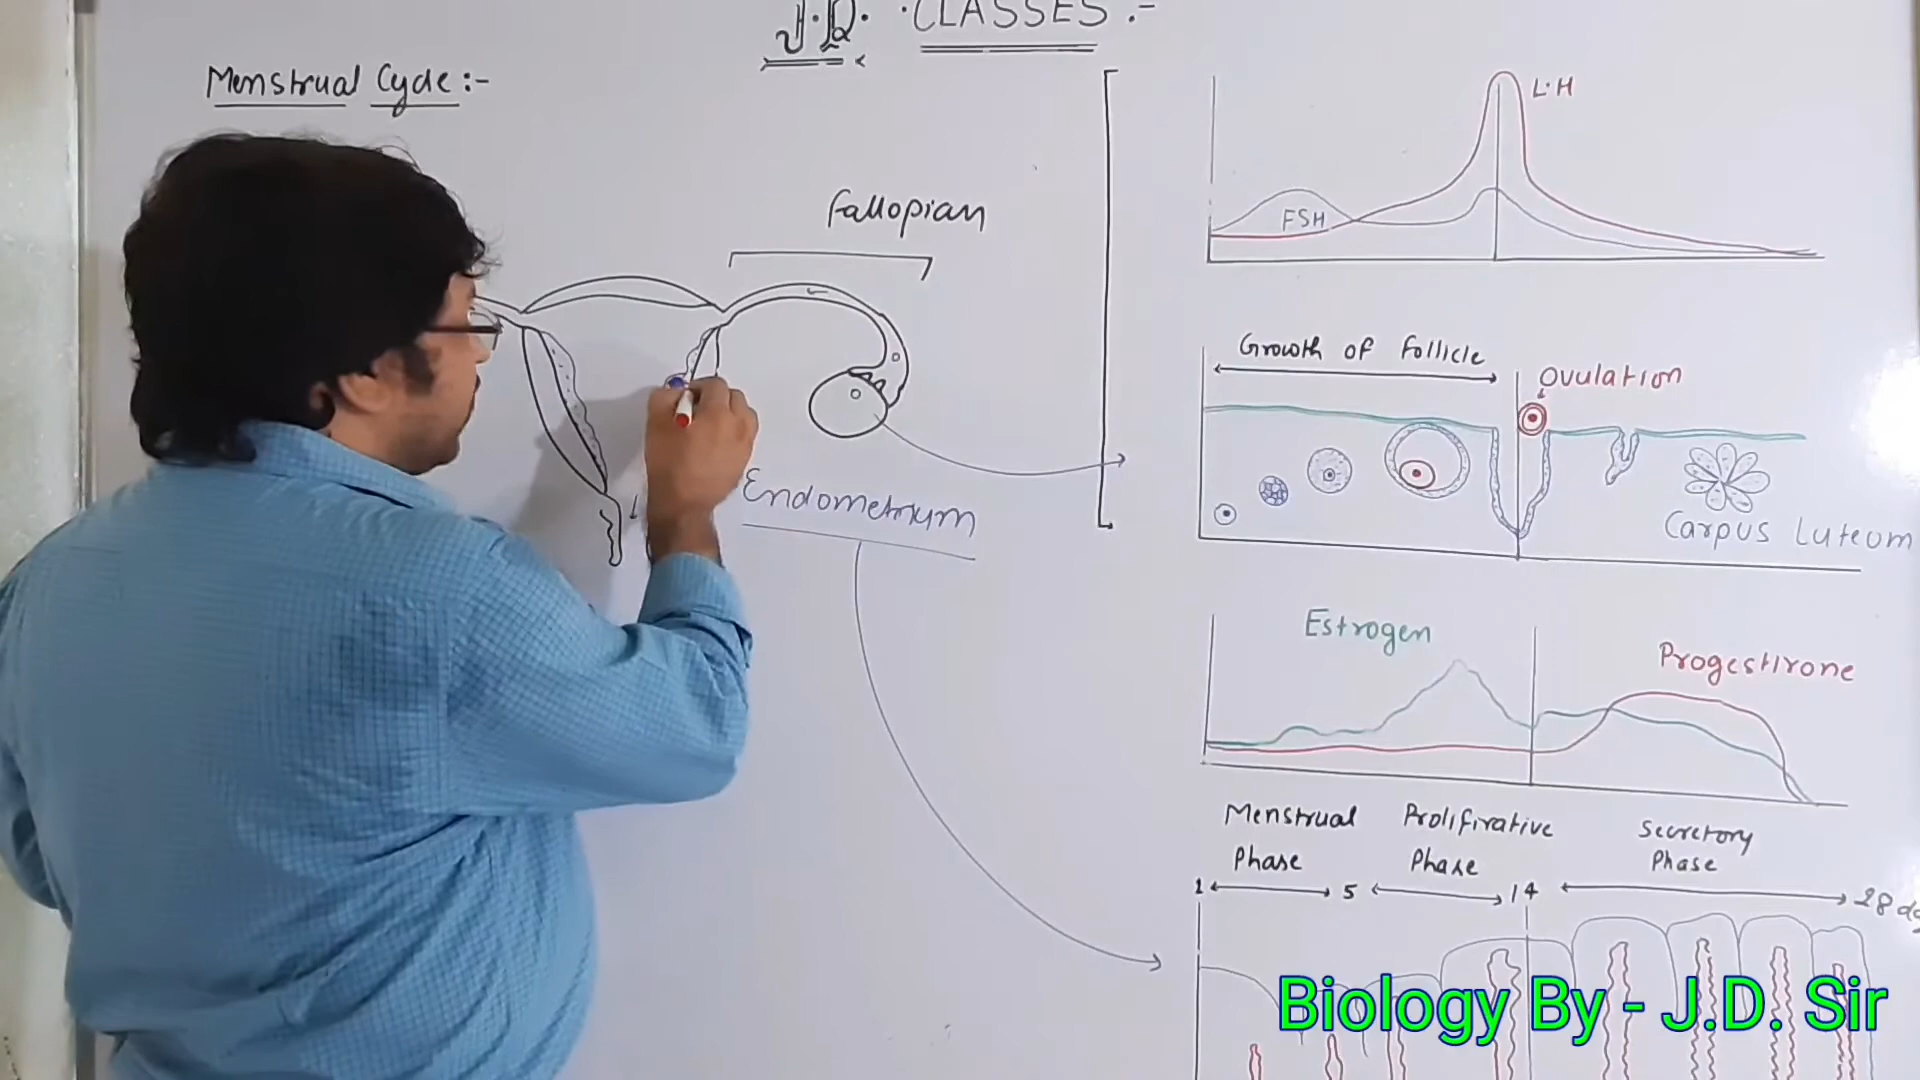 J.D. CLASSES :-
Menstrual Cycle :-
Fallopian
Endometrium
L.H
FSH
Growth of follicle
Ovulation
Carpus Luteum
Estrogen
Progestirone
Menstrual Phase
Prolifirative Phase
Secretory Phase
1 5 14 28
Biology By - J.D. Sir